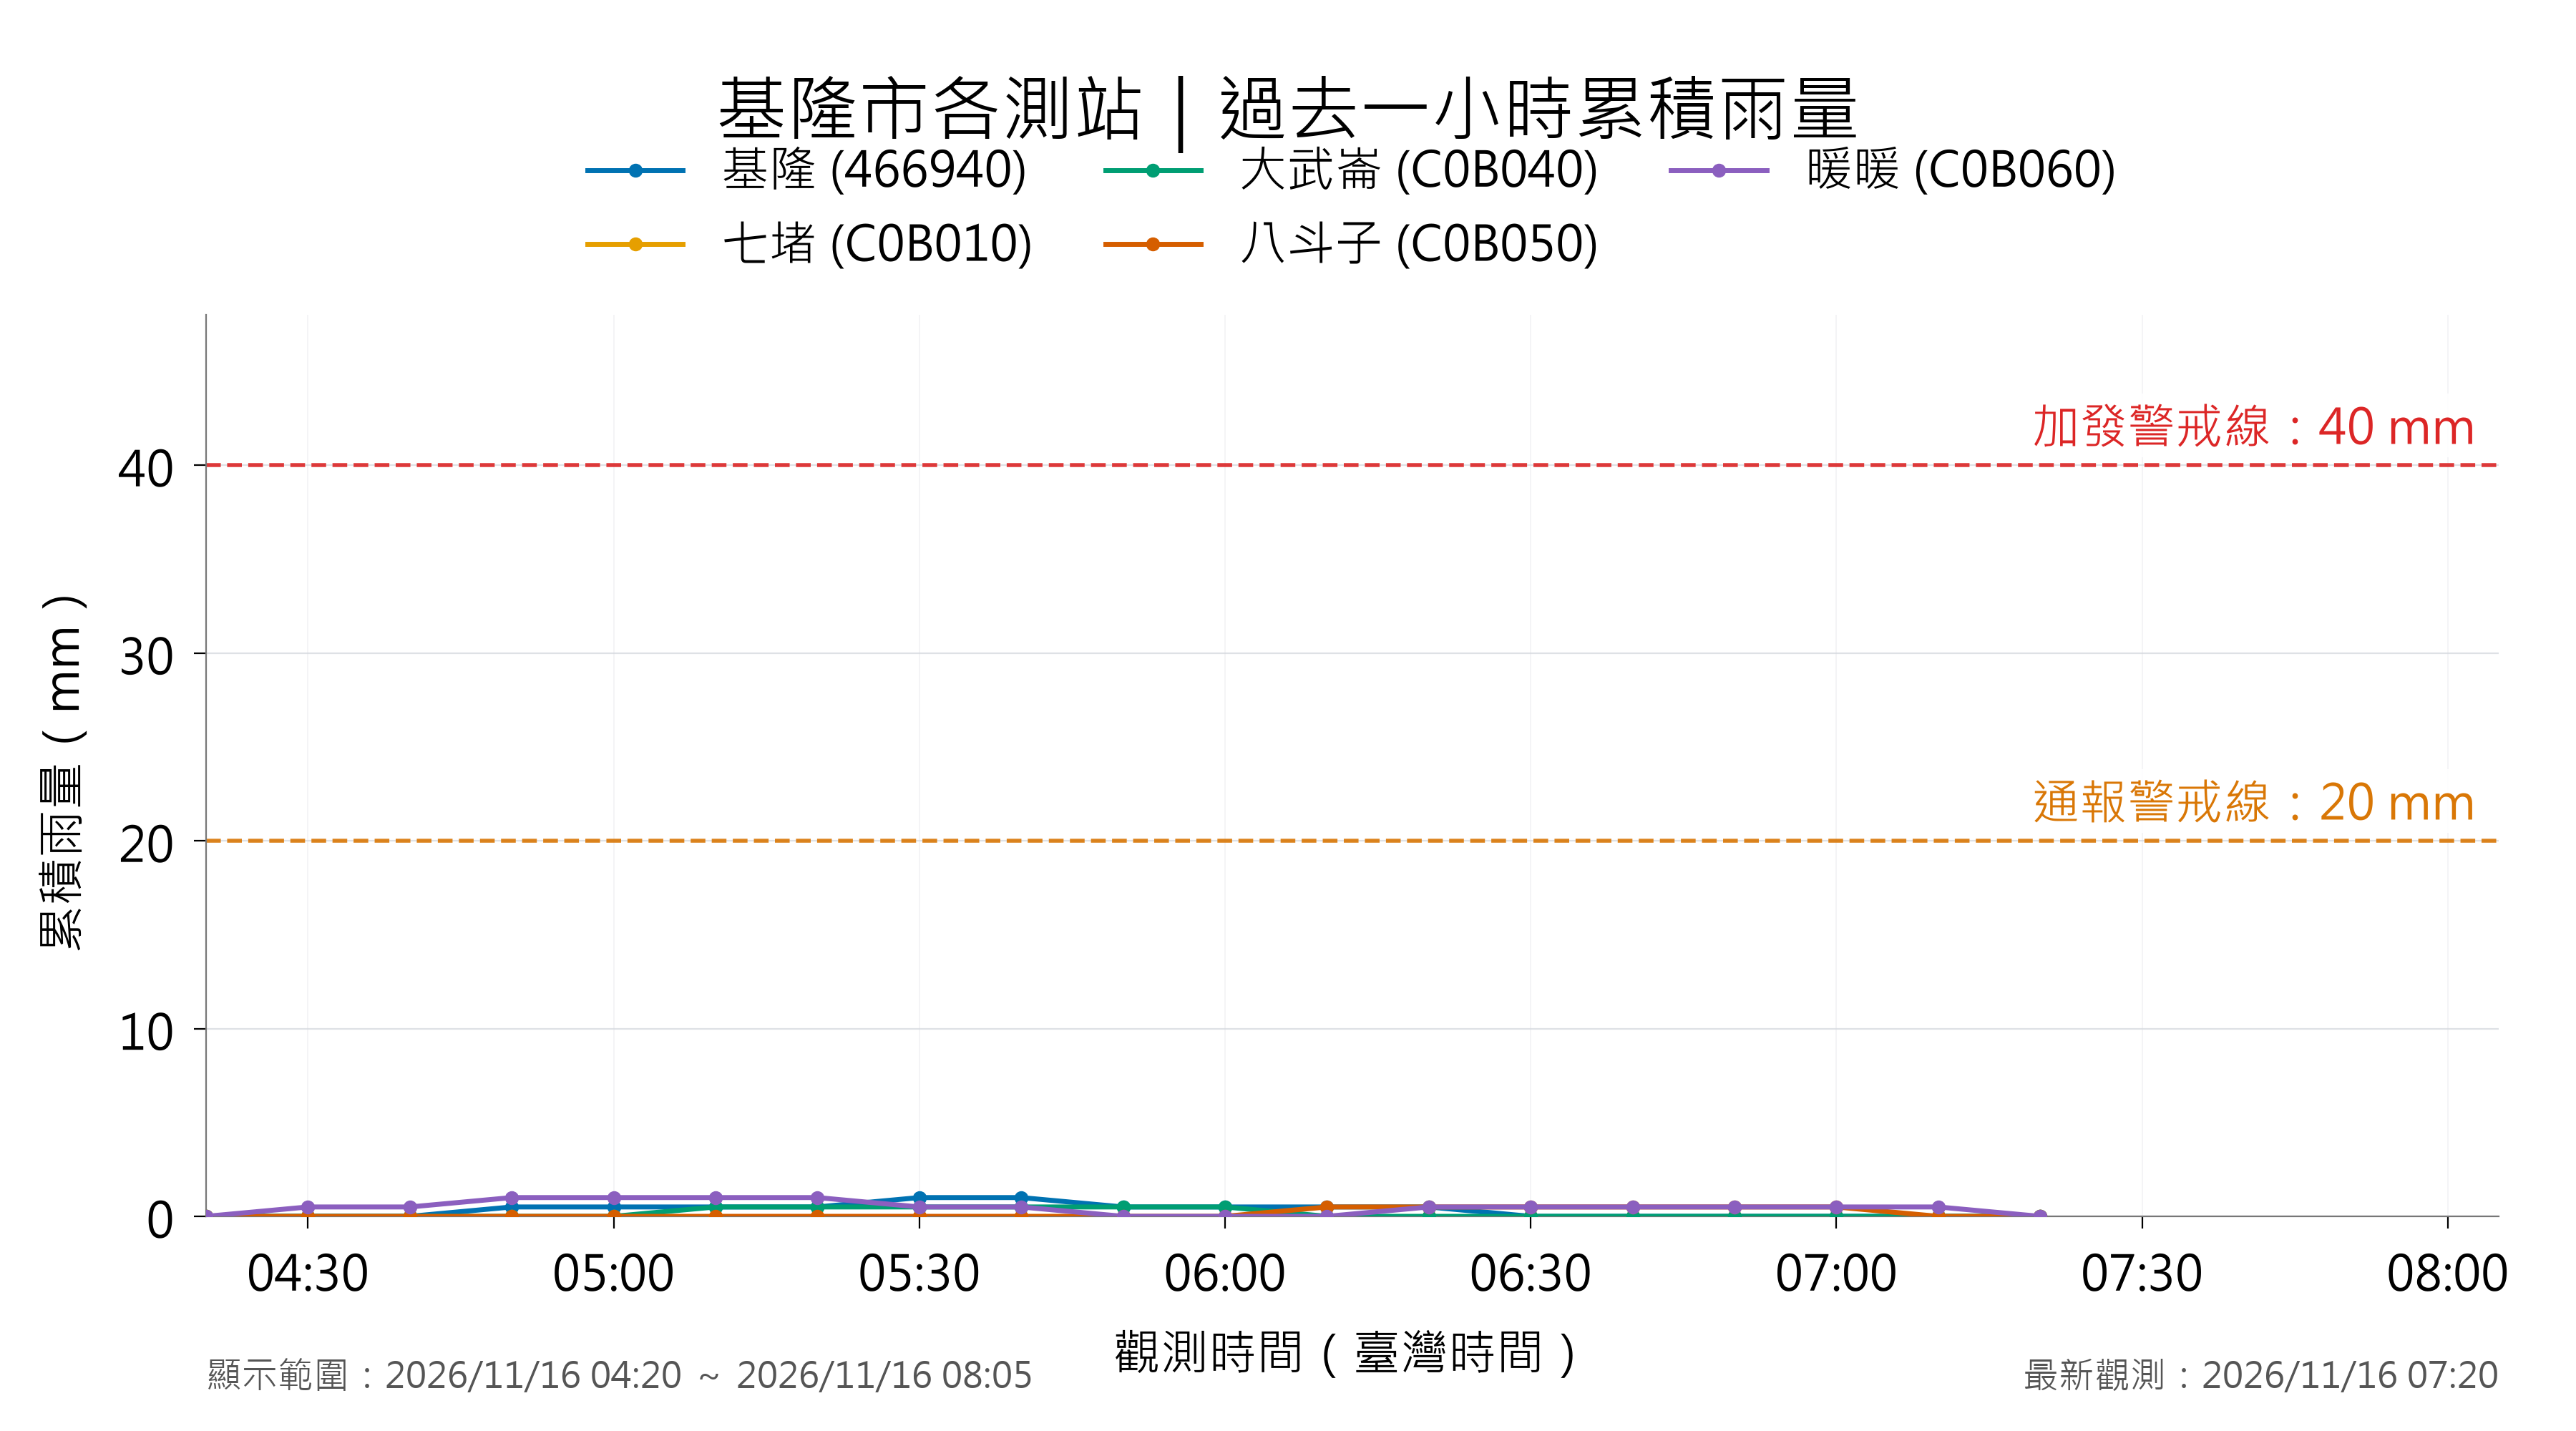 基隆市各測站｜過去一小時累積雨量
基隆 (466940)
大武崙 (C0B040)
暖暖 (C0B060)
七堵 (C0B010)
八斗子 (C0B050)
累積雨量（mm）
40
30
20
10
0
加發警戒線：40 mm
通報警戒線：20 mm
04:30 05:00 05:30 06:00 06:30 07:00 07:30 08:00
觀測時間（臺灣時間）
顯示範圍：2026/11/16 04:20 ~ 2026/11/16 08:05
最新觀測：2026/11/16 07:20